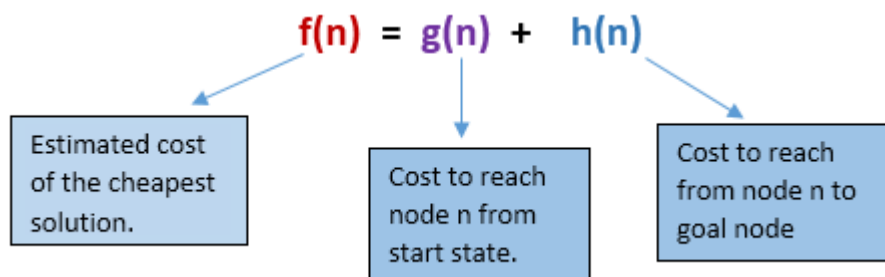 f(n) = g(n) + h(n)
Estimated cost
of the cheapest
solution.
Cost to reach
node n from
start state.
Cost to reach
from node n to
goal node